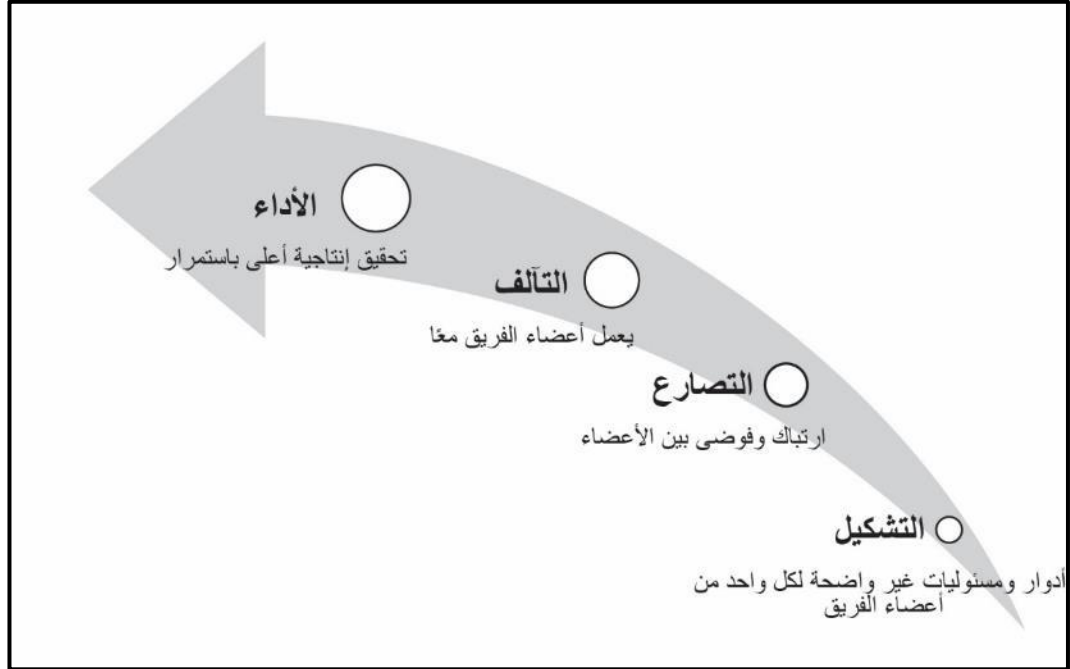 الأداء
تحقيق إنتاجية أعلى باستمرار
التآلف
يعمل أعضاء الفريق معًا
التصارع
ارتباك وفوضى بين الأعضاء
التشكيل
أدوار ومسئوليات غير واضحة لكل واحد من
أعضاء الفريق